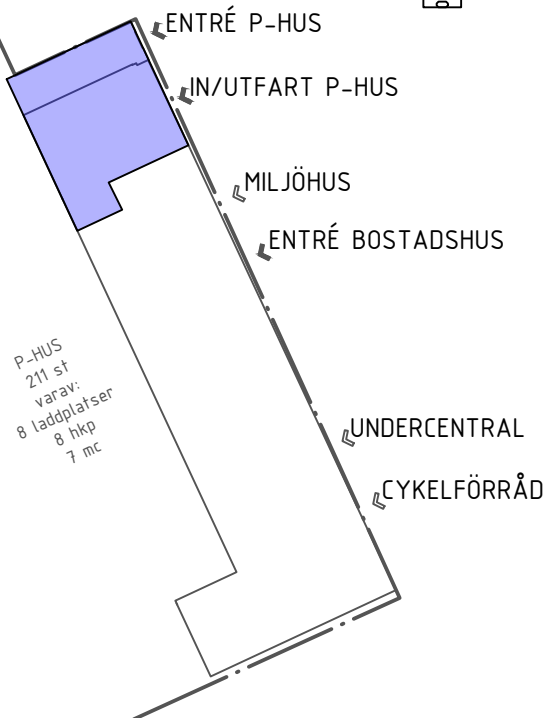 ENTRÉ P-HUS
IN/UTFART P-HUS
MILJÖHUS
ENTRÉ BOSTADSHUS
P-HUS
211 st
varav:
8 laddplatser
8 hkp
7 mc
UNDERCENTRAL
CYKELFÖRRÅD